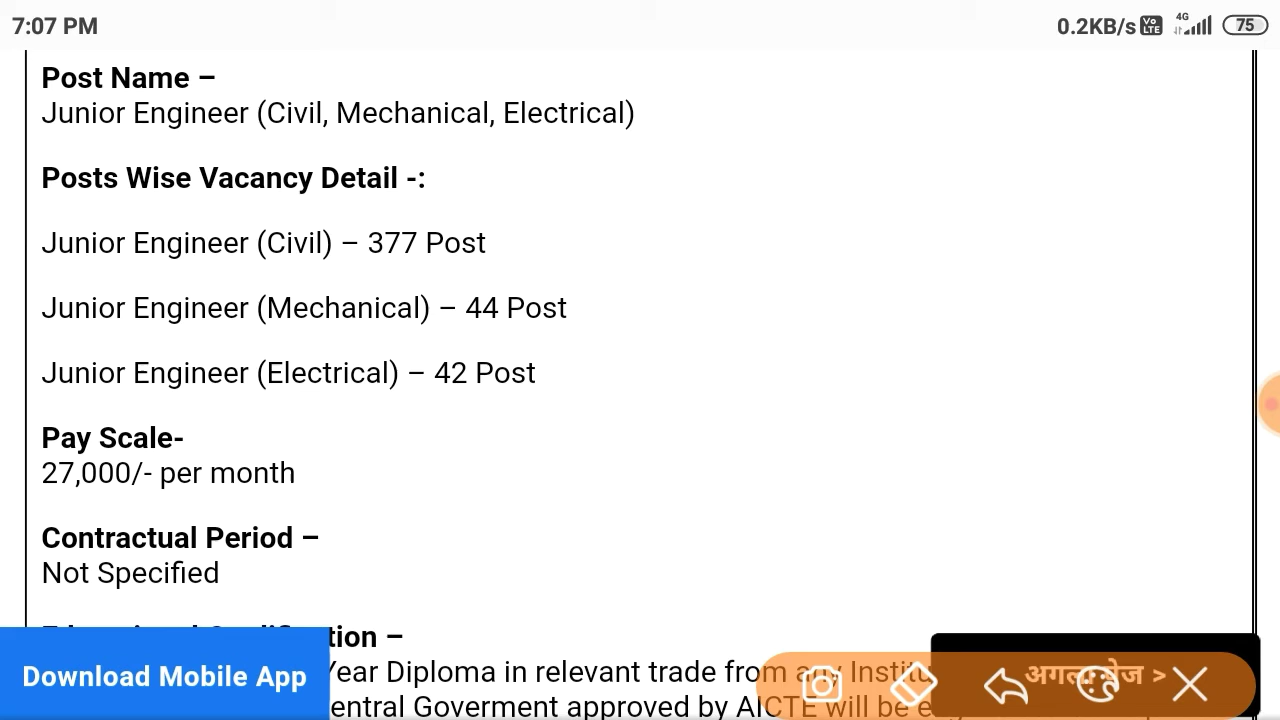 7:07 PM
0.2KB/s Vo LTE 4G 75
Post Name –
Junior Engineer (Civil, Mechanical, Electrical)
Posts Wise Vacancy Detail -:
Junior Engineer (Civil) – 377 Post
Junior Engineer (Mechanical) – 44 Post
Junior Engineer (Electrical) – 42 Post
Pay Scale-
27,000/- per month
Contractual Period –
Not Specified
Year Diploma in relevant trade from any
Goverment approved by AICTE will be
Download Mobile App
अगला पेज >